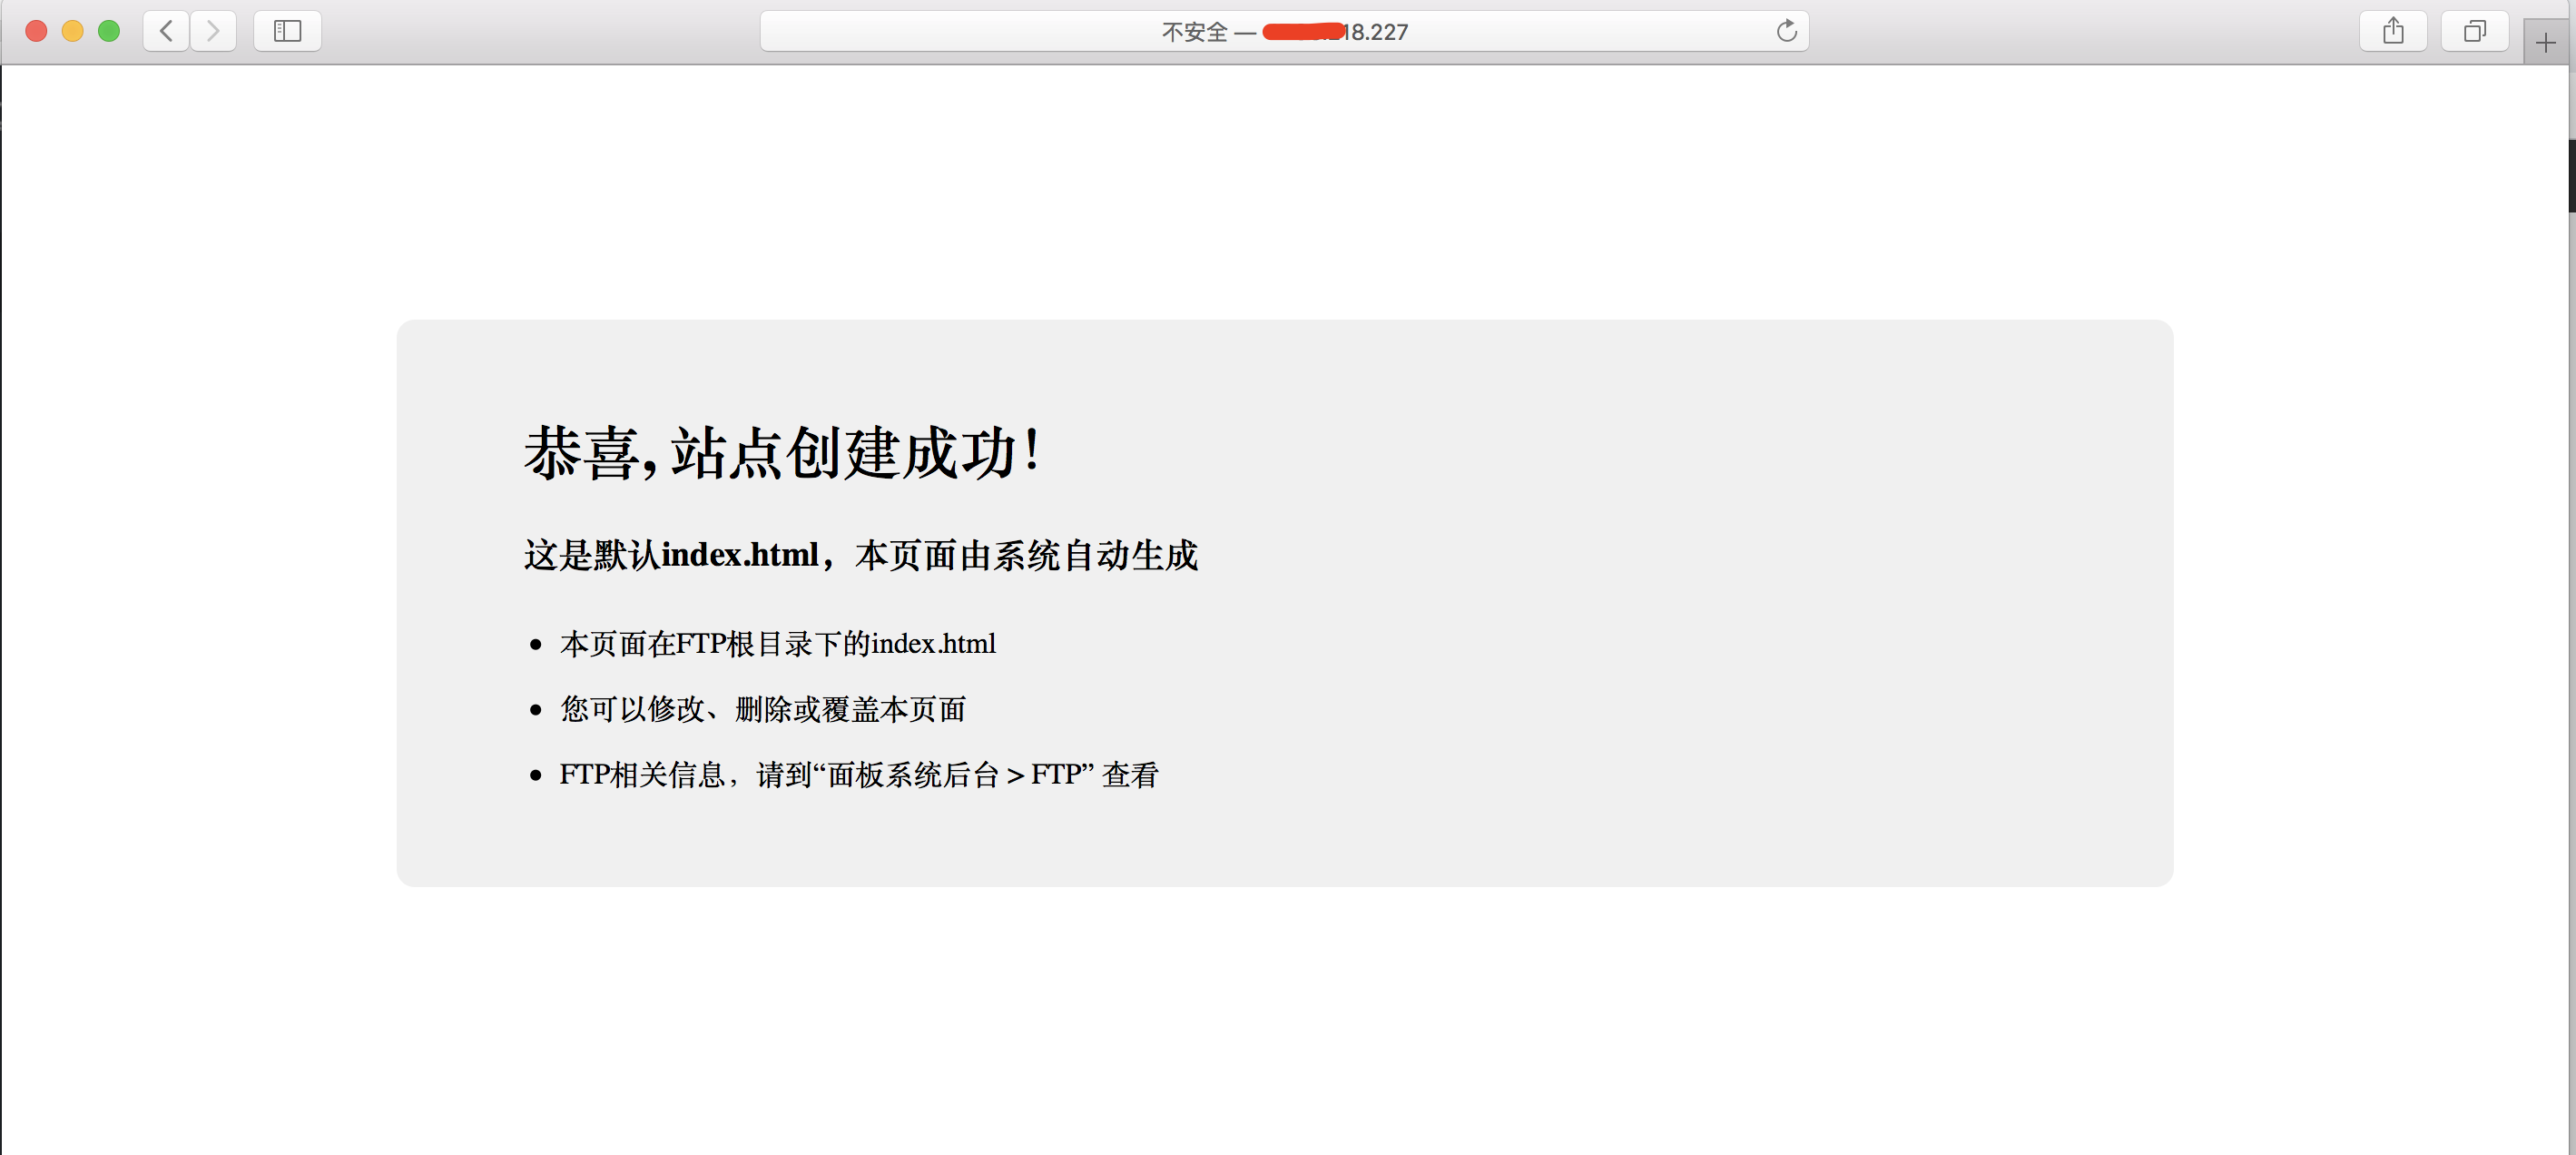 不安全 — 18.227
恭喜, 站点创建成功！
这是默认index.html，本页面由系统自动生成
本页面在FTP根目录下的index.html
您可以修改、删除或覆盖本页面
FTP相关信息，请到“面板系统后台 > FTP” 查看